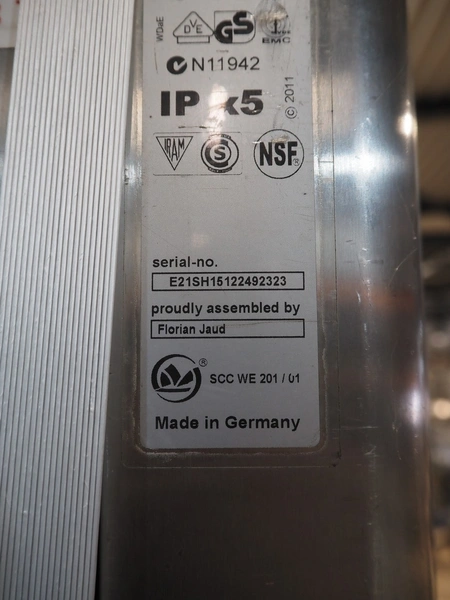 WDaE
DVE
GS
EMC
N11942
IP x5
© 2011
IRAM
S
NSF
serial-no.
E21SH15122492323
proudly assembled by
Florian Jaud
®
SCC WE 201 / 01
Made in Germany